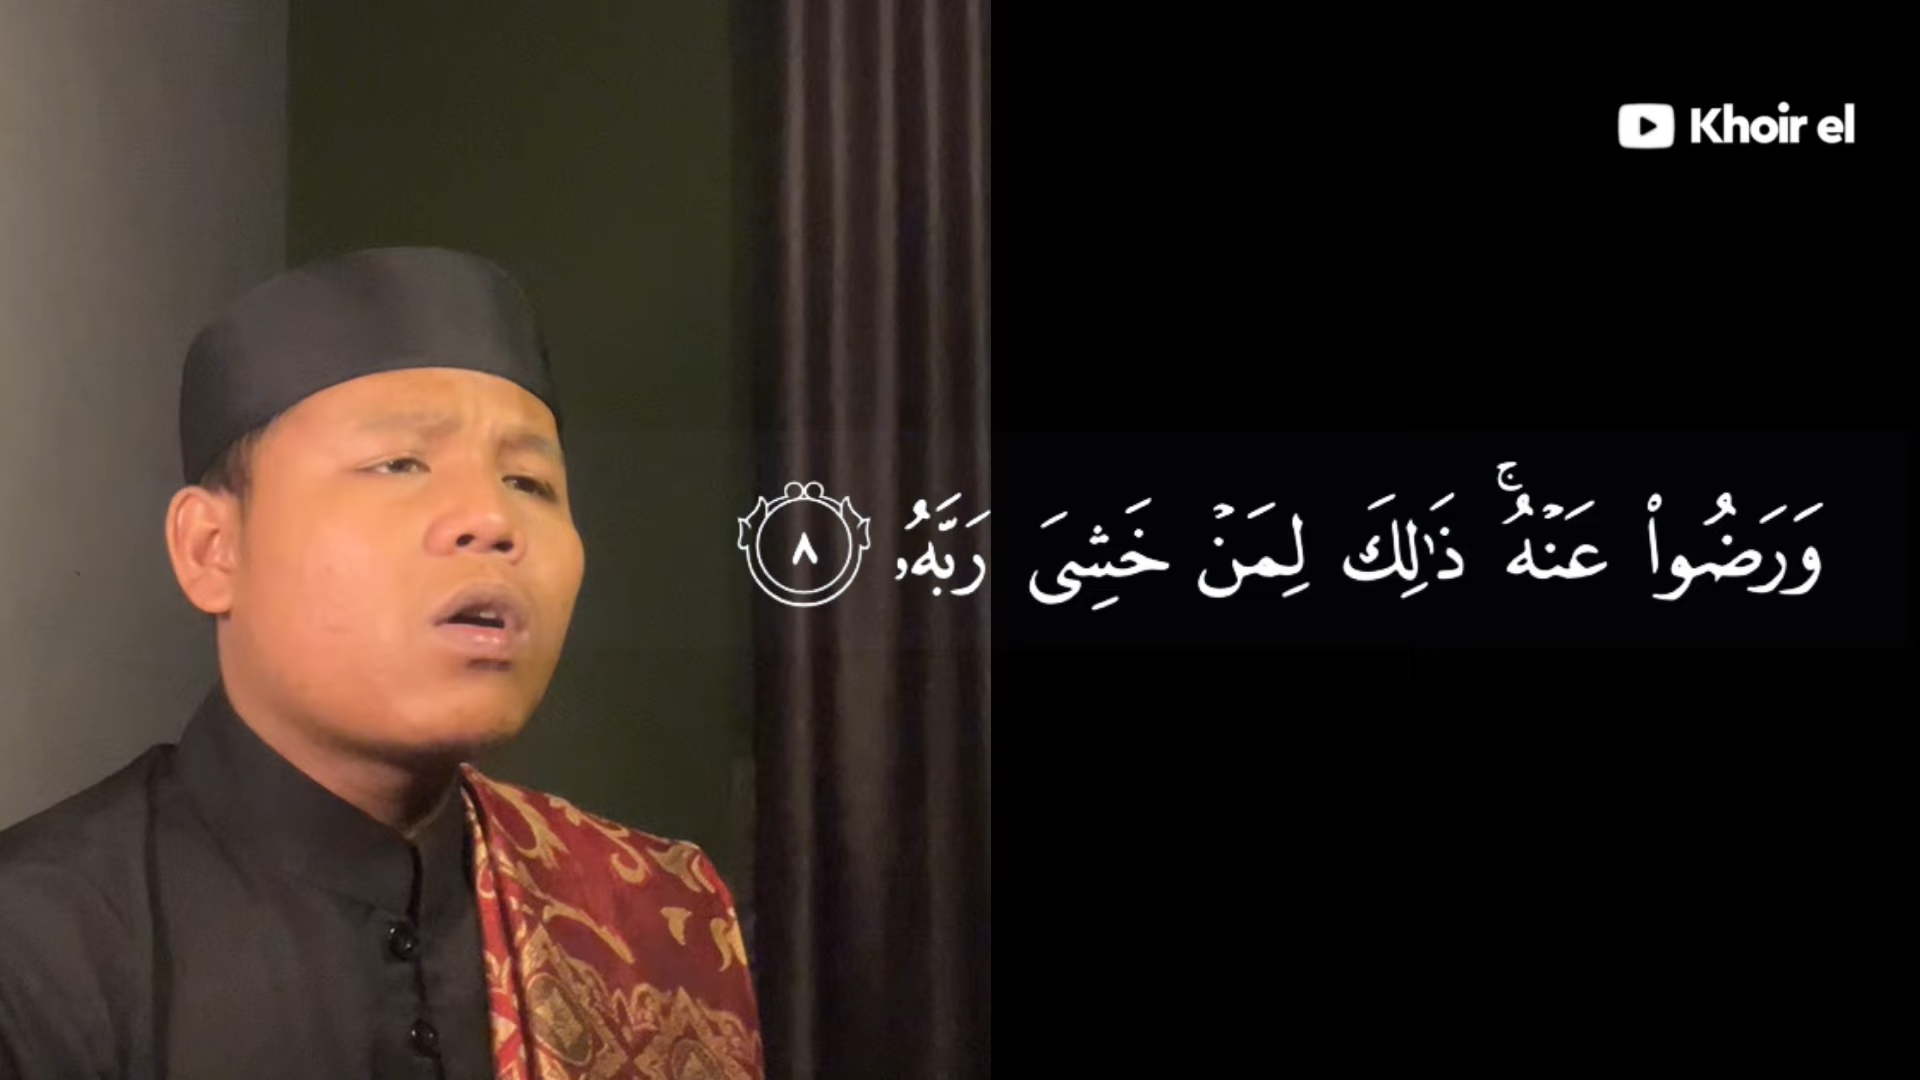 Khoir el
وَرَضُوا۟ عَنْهُ ۚ ذَٰلِكَ لِمَنْ خَشِىَ رَبَّهُۥ ٨